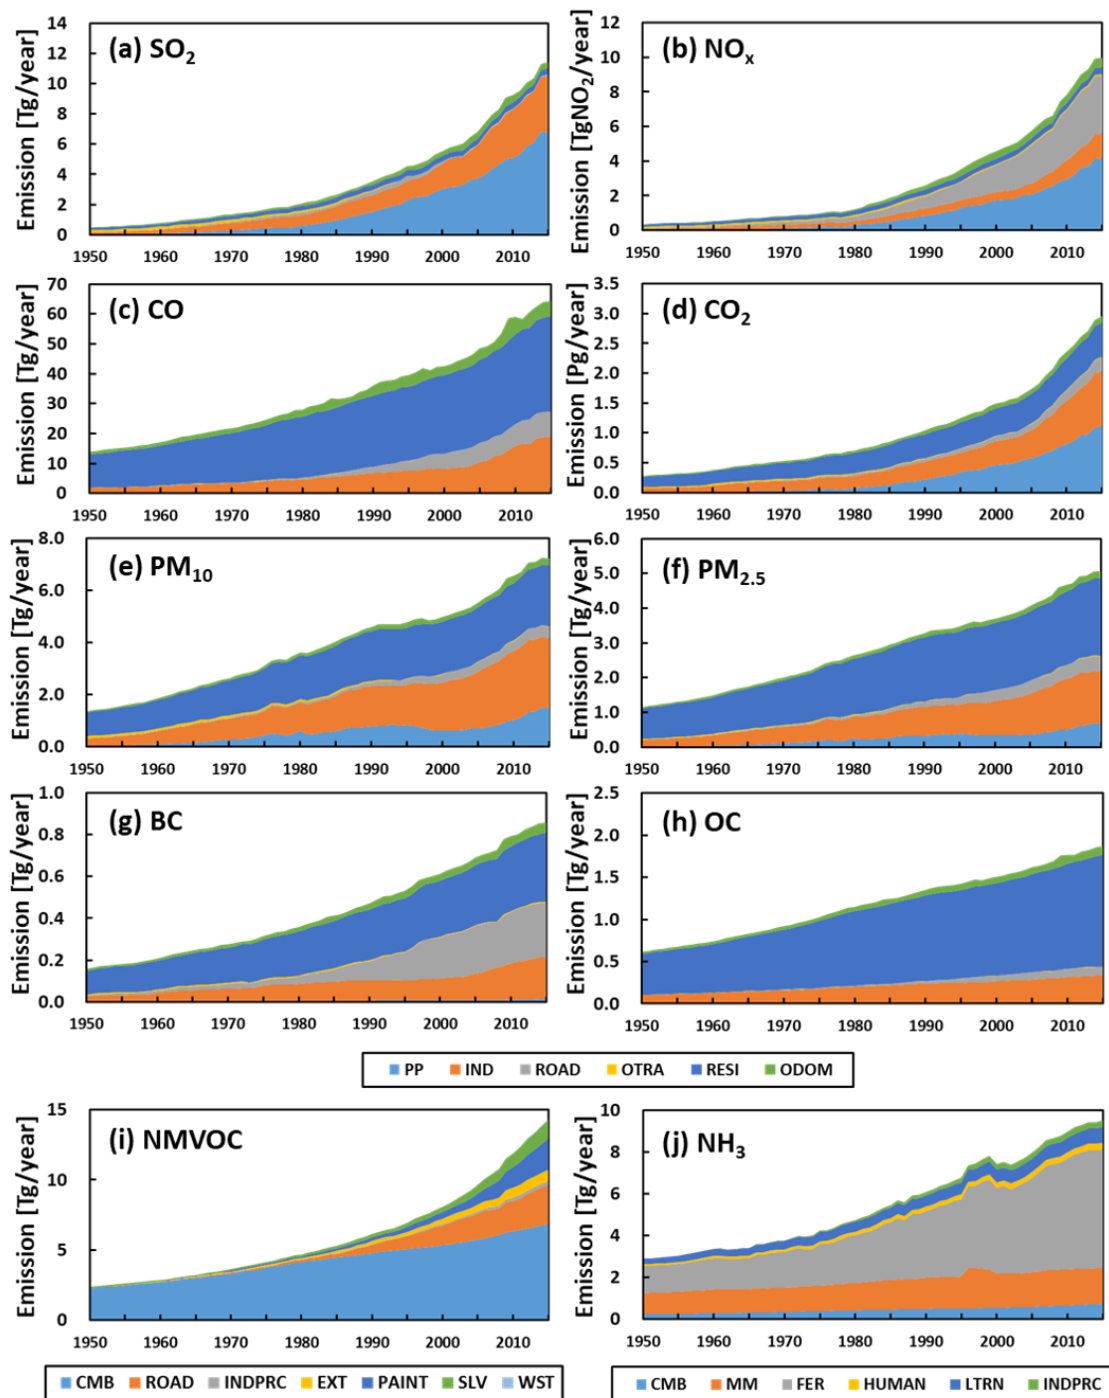 (a) SO2
Emission [Tg/year]
14
12
10
8
6
4
2
0
1950 1960 1970 1980 1990 2000 2010
(b) NOx
Emission [TgNO2/year]
12
10
8
6
4
2
0
1950 1960 1970 1980 1990 2000 2010
(c) CO
Emission [Tg/year]
70
60
50
40
30
20
10
0
1950 1960 1970 1980 1990 2000 2010
(d) CO2
Emission [Pg/year]
3.5
3.0
2.5
2.0
1.5
1.0
0.5
0.0
1950 1960 1970 1980 1990 2000 2010
(e) PM10
Emission [Tg/year]
8.0
6.0
4.0
2.0
0.0
1950 1960 1970 1980 1990 2000 2010
(f) PM2.5
Emission [Tg/year]
6.0
5.0
4.0
3.0
2.0
1.0
0.0
1950 1960 1970 1980 1990 2000 2010
(g) BC
Emission [Tg/year]
1.0
0.8
0.6
0.4
0.2
0.0
1950 1960 1970 1980 1990 2000 2010
(h) OC
Emission [Tg/year]
2.5
2.0
1.5
1.0
0.5
0.0
1950 1960 1970 1980 1990 2000 2010
PP IND ROAD OTRA RESI ODOM
(i) NMVOC
Emission [Tg/year]
15
10
5
0
1950 1960 1970 1980 1990 2000 2010
CMB ROAD INDPRC EXT PAINT SLV WST
(j) NH3
Emission [Tg/year]
10
8
6
4
2
0
1950 1960 1970 1980 1990 2000 2010
CMB MM FER HUMAN LTRN INDPRC